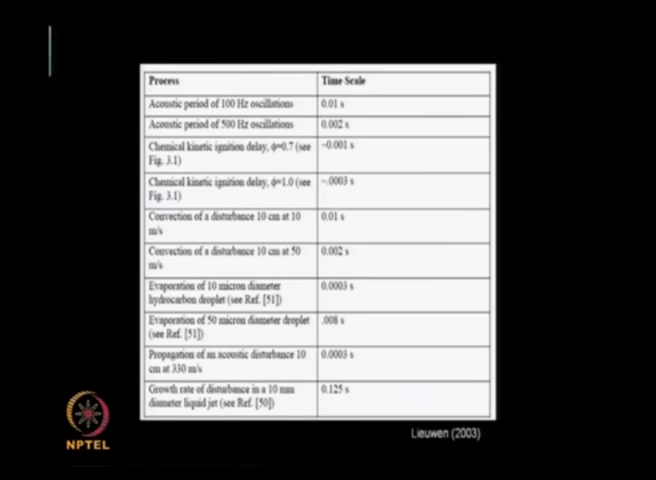 Process Time Scale
Acoustic period of 100 Hz oscillations 0.01 s
Acoustic period of 500 Hz oscillations 0.002 s
Chemical kinetic ignition delay, ϕ=0.7 (see ~0.001 s
Fig. 3.1)
Chemical kinetic ignition delay, ϕ=1.0 (see ~.0003 s
Fig. 3.1)
Convection of a disturbance 10 cm at 10 0.01 s
m/s
Convection of a disturbance 10 cm at 50 0.002 s
m/s
Evaporation of 10 micron diameter 0.0003 s
hydrocarbon droplet (see Ref. [51])
Evaporation of 50 micron diameter droplet .008 s
(see Ref. [51])
Propagation of an acoustic disturbance 10 0.0003 s
cm at 330 m/s
Growth rate of disturbance in a 10 mm 0.125 s
diameter liquid jet (see Ref. [50])
Lieuwen (2003)
NPTEL